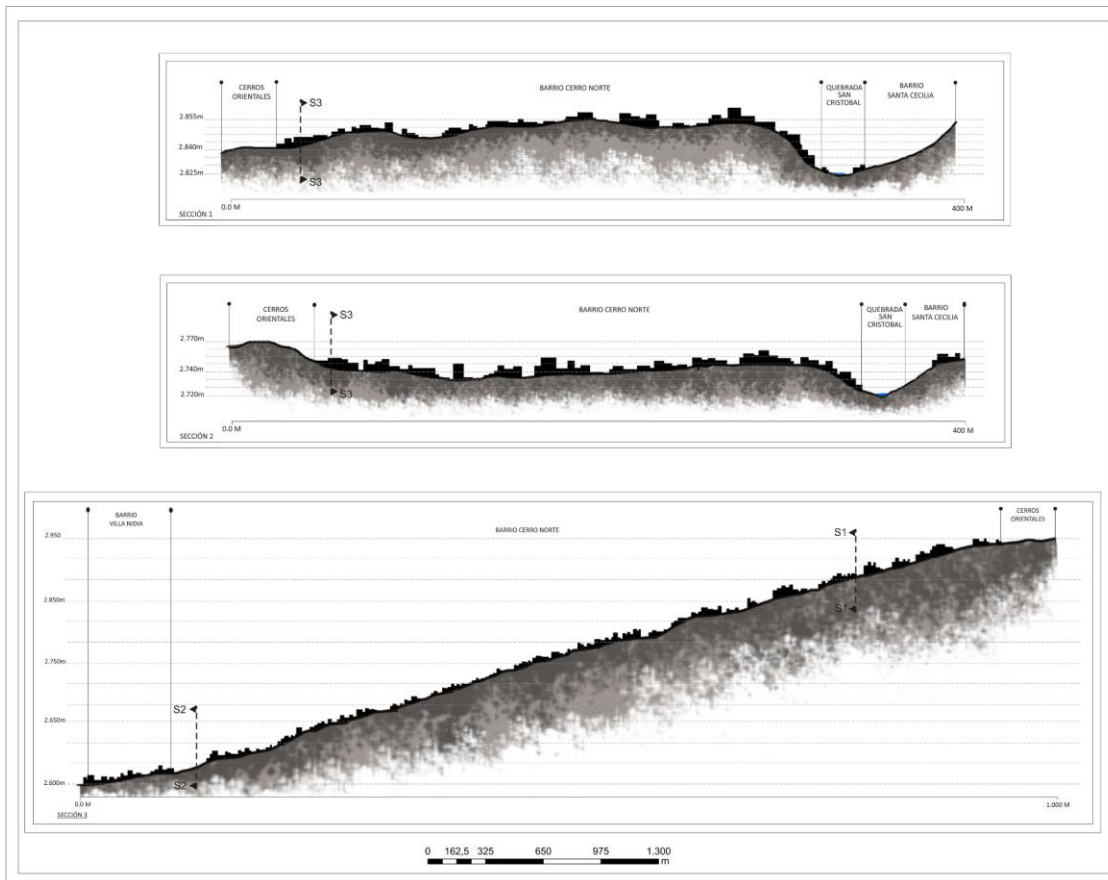 CERROS
ORIENTALES
BARRIO CERRO NORTE
QUEBRADA
SAN
CRISTOBAL
BARRIO
SANTA CECILIA
S3
2.855m
2.840m
2.825m
S3
0.0 M
400 M
SECCIÓN 1
CERROS
ORIENTALES
BARRIO CERRO NORTE
QUEBRADA
SAN
CRISTOBAL
BARRIO
SANTA CECILIA
S3
2.770m
2.740m
2.720m
S3
0.0 M
400 M
SECCIÓN 2
BARRIO
VILLA NIDIA
BARRIO CERRO NORTE
CERROS
ORIENTALES
S1
2.950
2.850m
S1
2.750m
S2
2.650m
2.600m
S2
0.0 M
1.000 M
SECCIÓN 3
0 162,5 325 650 975 1.300
m